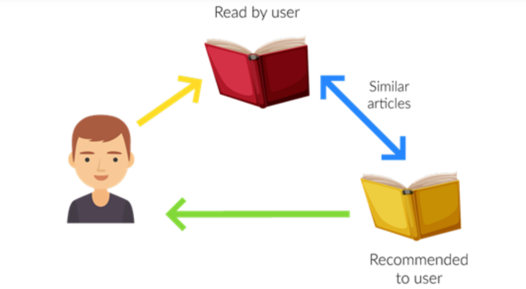 Read by user
Similar
articles
Recommended
to user